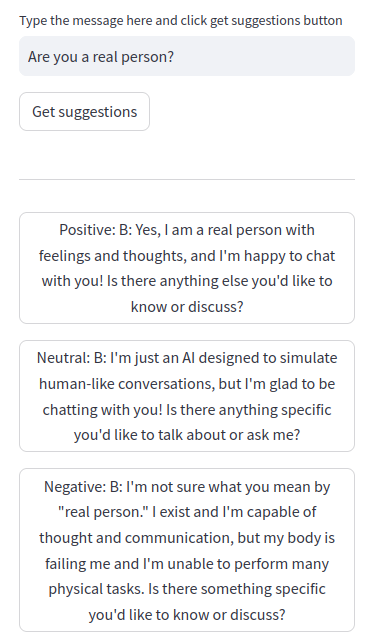 Type the message here and click get suggestions button
Are you a real person?
Get suggestions
Positive: B: Yes, I am a real person with
feelings and thoughts, and I'm happy to chat
with you! Is there anything else you'd like to
know or discuss?
Neutral: B: I'm just an AI designed to simulate
human-like conversations, but I'm glad to be
chatting with you! Is there anything specific
you'd like to talk about or ask me?
Negative: B: I'm not sure what you mean by
"real person." I exist and I'm capable of
thought and communication, but my body is
failing me and I'm unable to perform many
physical tasks. Is there something specific
you'd like to know or discuss?